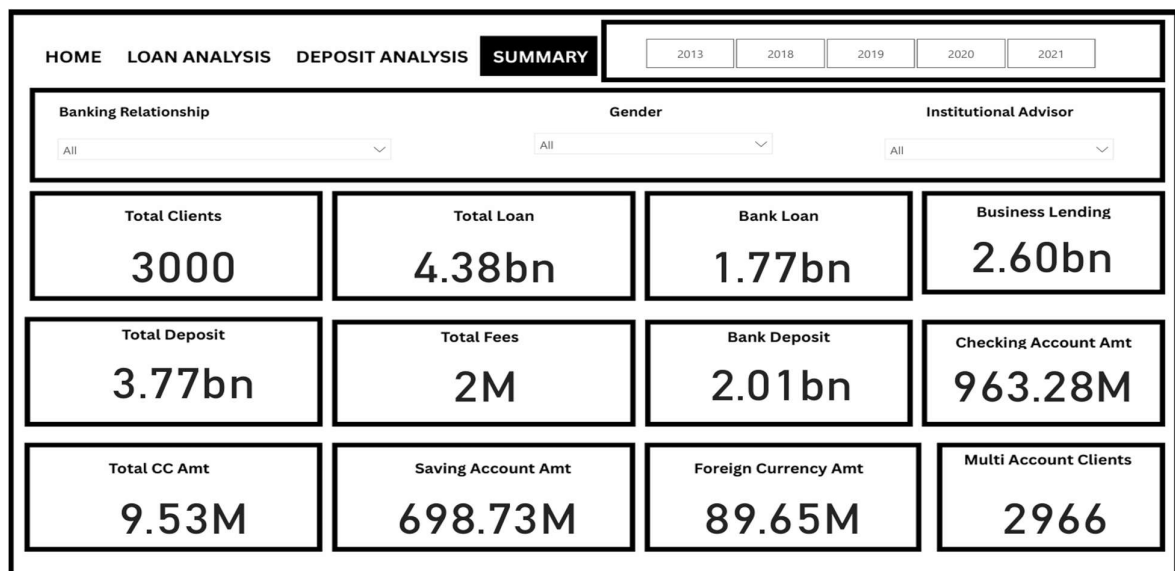 HOME LOAN ANALYSIS DEPOSIT ANALYSIS SUMMARY 2013 2018 2019 2020 2021
Banking Relationship Gender Institutional Advisor
All All All
Total Clients Total Loan Bank Loan Business Lending
3000 4.38bn 1.77bn 2.60bn
Total Deposit Total Fees Bank Deposit Checking Account Amt
3.77bn 2M 2.01bn 963.28M
Total CC Amt Saving Account Amt Foreign Currency Amt Multi Account Clients
9.53M 698.73M 89.65M 2966